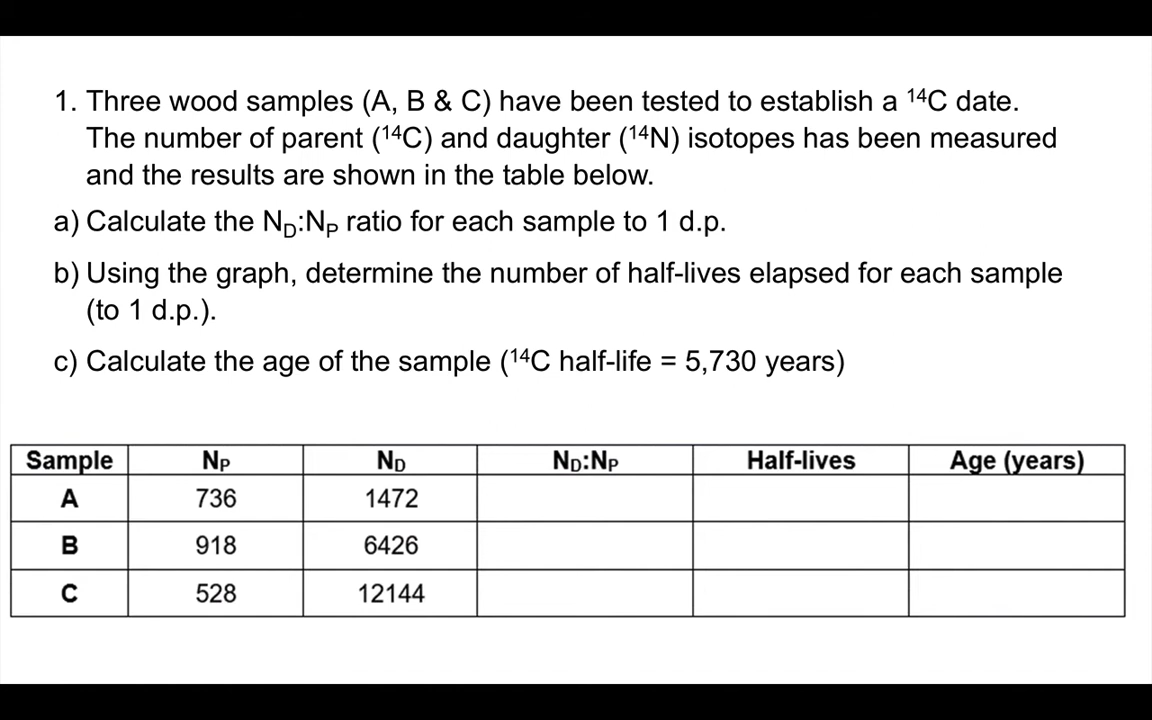 1. Three wood samples (A, B & C) have been tested to establish a ¹⁴C date.
The number of parent (¹⁴C) and daughter (¹⁴N) isotopes has been measured
and the results are shown in the table below.
a) Calculate the N_D:N_P ratio for each sample to 1 d.p.
b) Using the graph, determine the number of half-lives elapsed for each sample
(to 1 d.p.).
c) Calculate the age of the sample (¹⁴C half-life = 5,730 years)
Sample N_P N_D N_D:N_P Half-lives Age (years)
A 736 1472
B 918 6426
C 528 12144